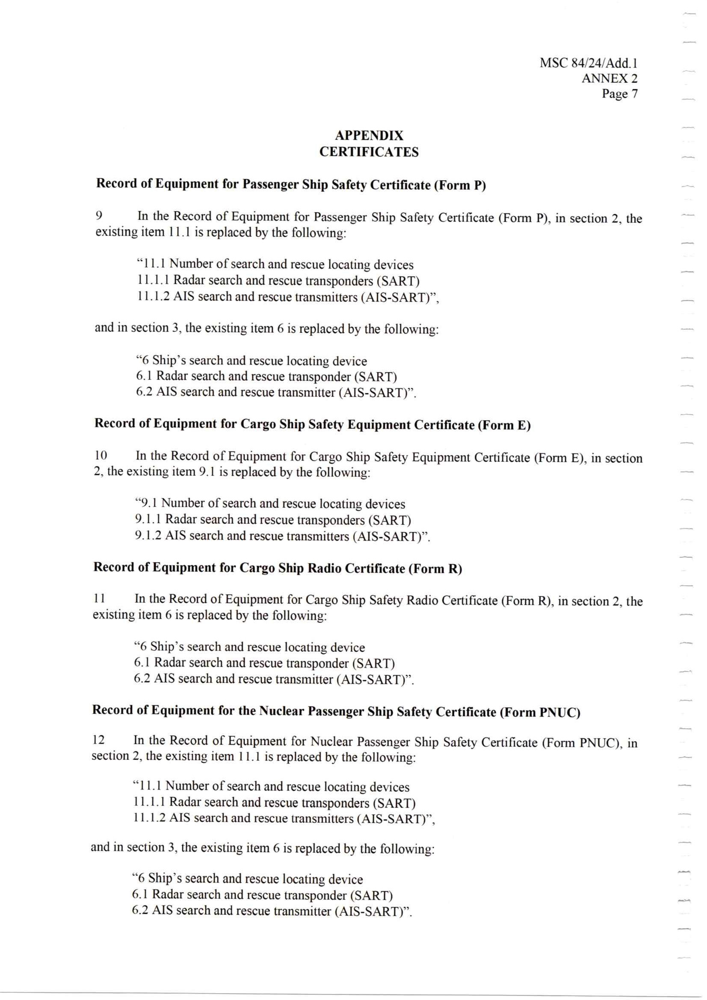 MSC 84/24/Add.1
ANNEX 2
Page 7
APPENDIX
CERTIFICATES
Record of Equipment for Passenger Ship Safety Certificate (Form P)
9 In the Record of Equipment for Passenger Ship Safety Certificate (Form P), in section 2, the
existing item 11.1 is replaced by the following:
“11.1 Number of search and rescue locating devices
11.1.1 Radar search and rescue transponders (SART)
11.1.2 AIS search and rescue transmitters (AIS-SART)”,
and in section 3, the existing item 6 is replaced by the following:
“6 Ship’s search and rescue locating device
6.1 Radar search and rescue transponder (SART)
6.2 AIS search and rescue transmitter (AIS-SART)”.
Record of Equipment for Cargo Ship Safety Equipment Certificate (Form E)
10 In the Record of Equipment for Cargo Ship Safety Equipment Certificate (Form E), in section
2, the existing item 9.1 is replaced by the following:
“9.1 Number of search and rescue locating devices
9.1.1 Radar search and rescue transponders (SART)
9.1.2 AIS search and rescue transmitters (AIS-SART)”.
Record of Equipment for Cargo Ship Radio Certificate (Form R)
11 In the Record of Equipment for Cargo Ship Safety Radio Certificate (Form R), in section 2, the
existing item 6 is replaced by the following:
“6 Ship’s search and rescue locating device
6.1 Radar search and rescue transponder (SART)
6.2 AIS search and rescue transmitter (AIS-SART)”.
Record of Equipment for the Nuclear Passenger Ship Safety Certificate (Form PNUC)
12 In the Record of Equipment for Nuclear Passenger Ship Safety Certificate (Form PNUC), in
section 2, the existing item 11.1 is replaced by the following:
“11.1 Number of search and rescue locating devices
11.1.1 Radar search and rescue transponders (SART)
11.1.2 AIS search and rescue transmitters (AIS-SART)”,
and in section 3, the existing item 6 is replaced by the following:
“6 Ship’s search and rescue locating device
6.1 Radar search and rescue transponder (SART)
6.2 AIS search and rescue transmitter (AIS-SART)”.